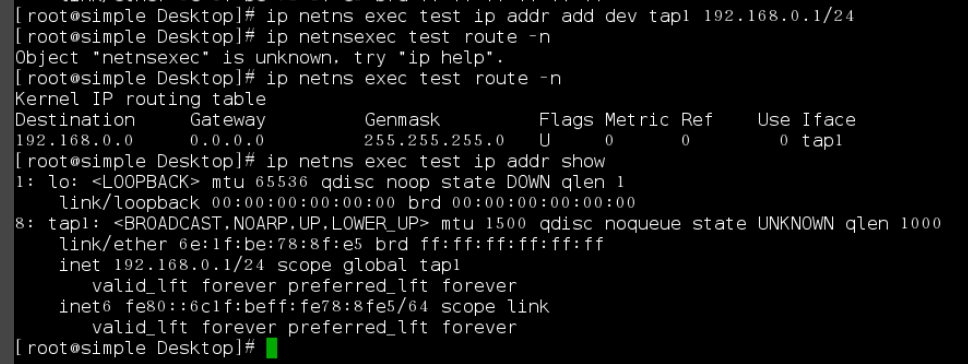 [root@simple Desktop]# ip netns exec test ip addr add dev tap1 192.168.0.1/24
[root@simple Desktop]# ip netnsexec test route -n
Object "netnsexec" is unknown, try "ip help".
[root@simple Desktop]# ip netns exec test route -n
Kernel IP routing table
Destination Gateway Genmask Flags Metric Ref Use Iface
192.168.0.0 0.0.0.0 255.255.255.0 U 0 0 0 tap1
[root@simple Desktop]# ip netns exec test ip addr show
1: lo: <LOOPBACK> mtu 65536 qdisc noop state DOWN qlen 1
link/loopback 00:00:00:00:00:00 brd 00:00:00:00:00:00
8: tap1: <BROADCAST,NOARP,UP,LOWER_UP> mtu 1500 qdisc noqueue state UNKNOWN qlen 1000
link/ether 6e:1f:be:78:8f:e5 brd ff:ff:ff:ff:ff:ff
inet 192.168.0.1/24 scope global tap1
valid_lft forever preferred_lft forever
inet6 fe80::6c1f:beff:fe78:8fe5/64 scope link
valid_lft forever preferred_lft forever
[root@simple Desktop]#